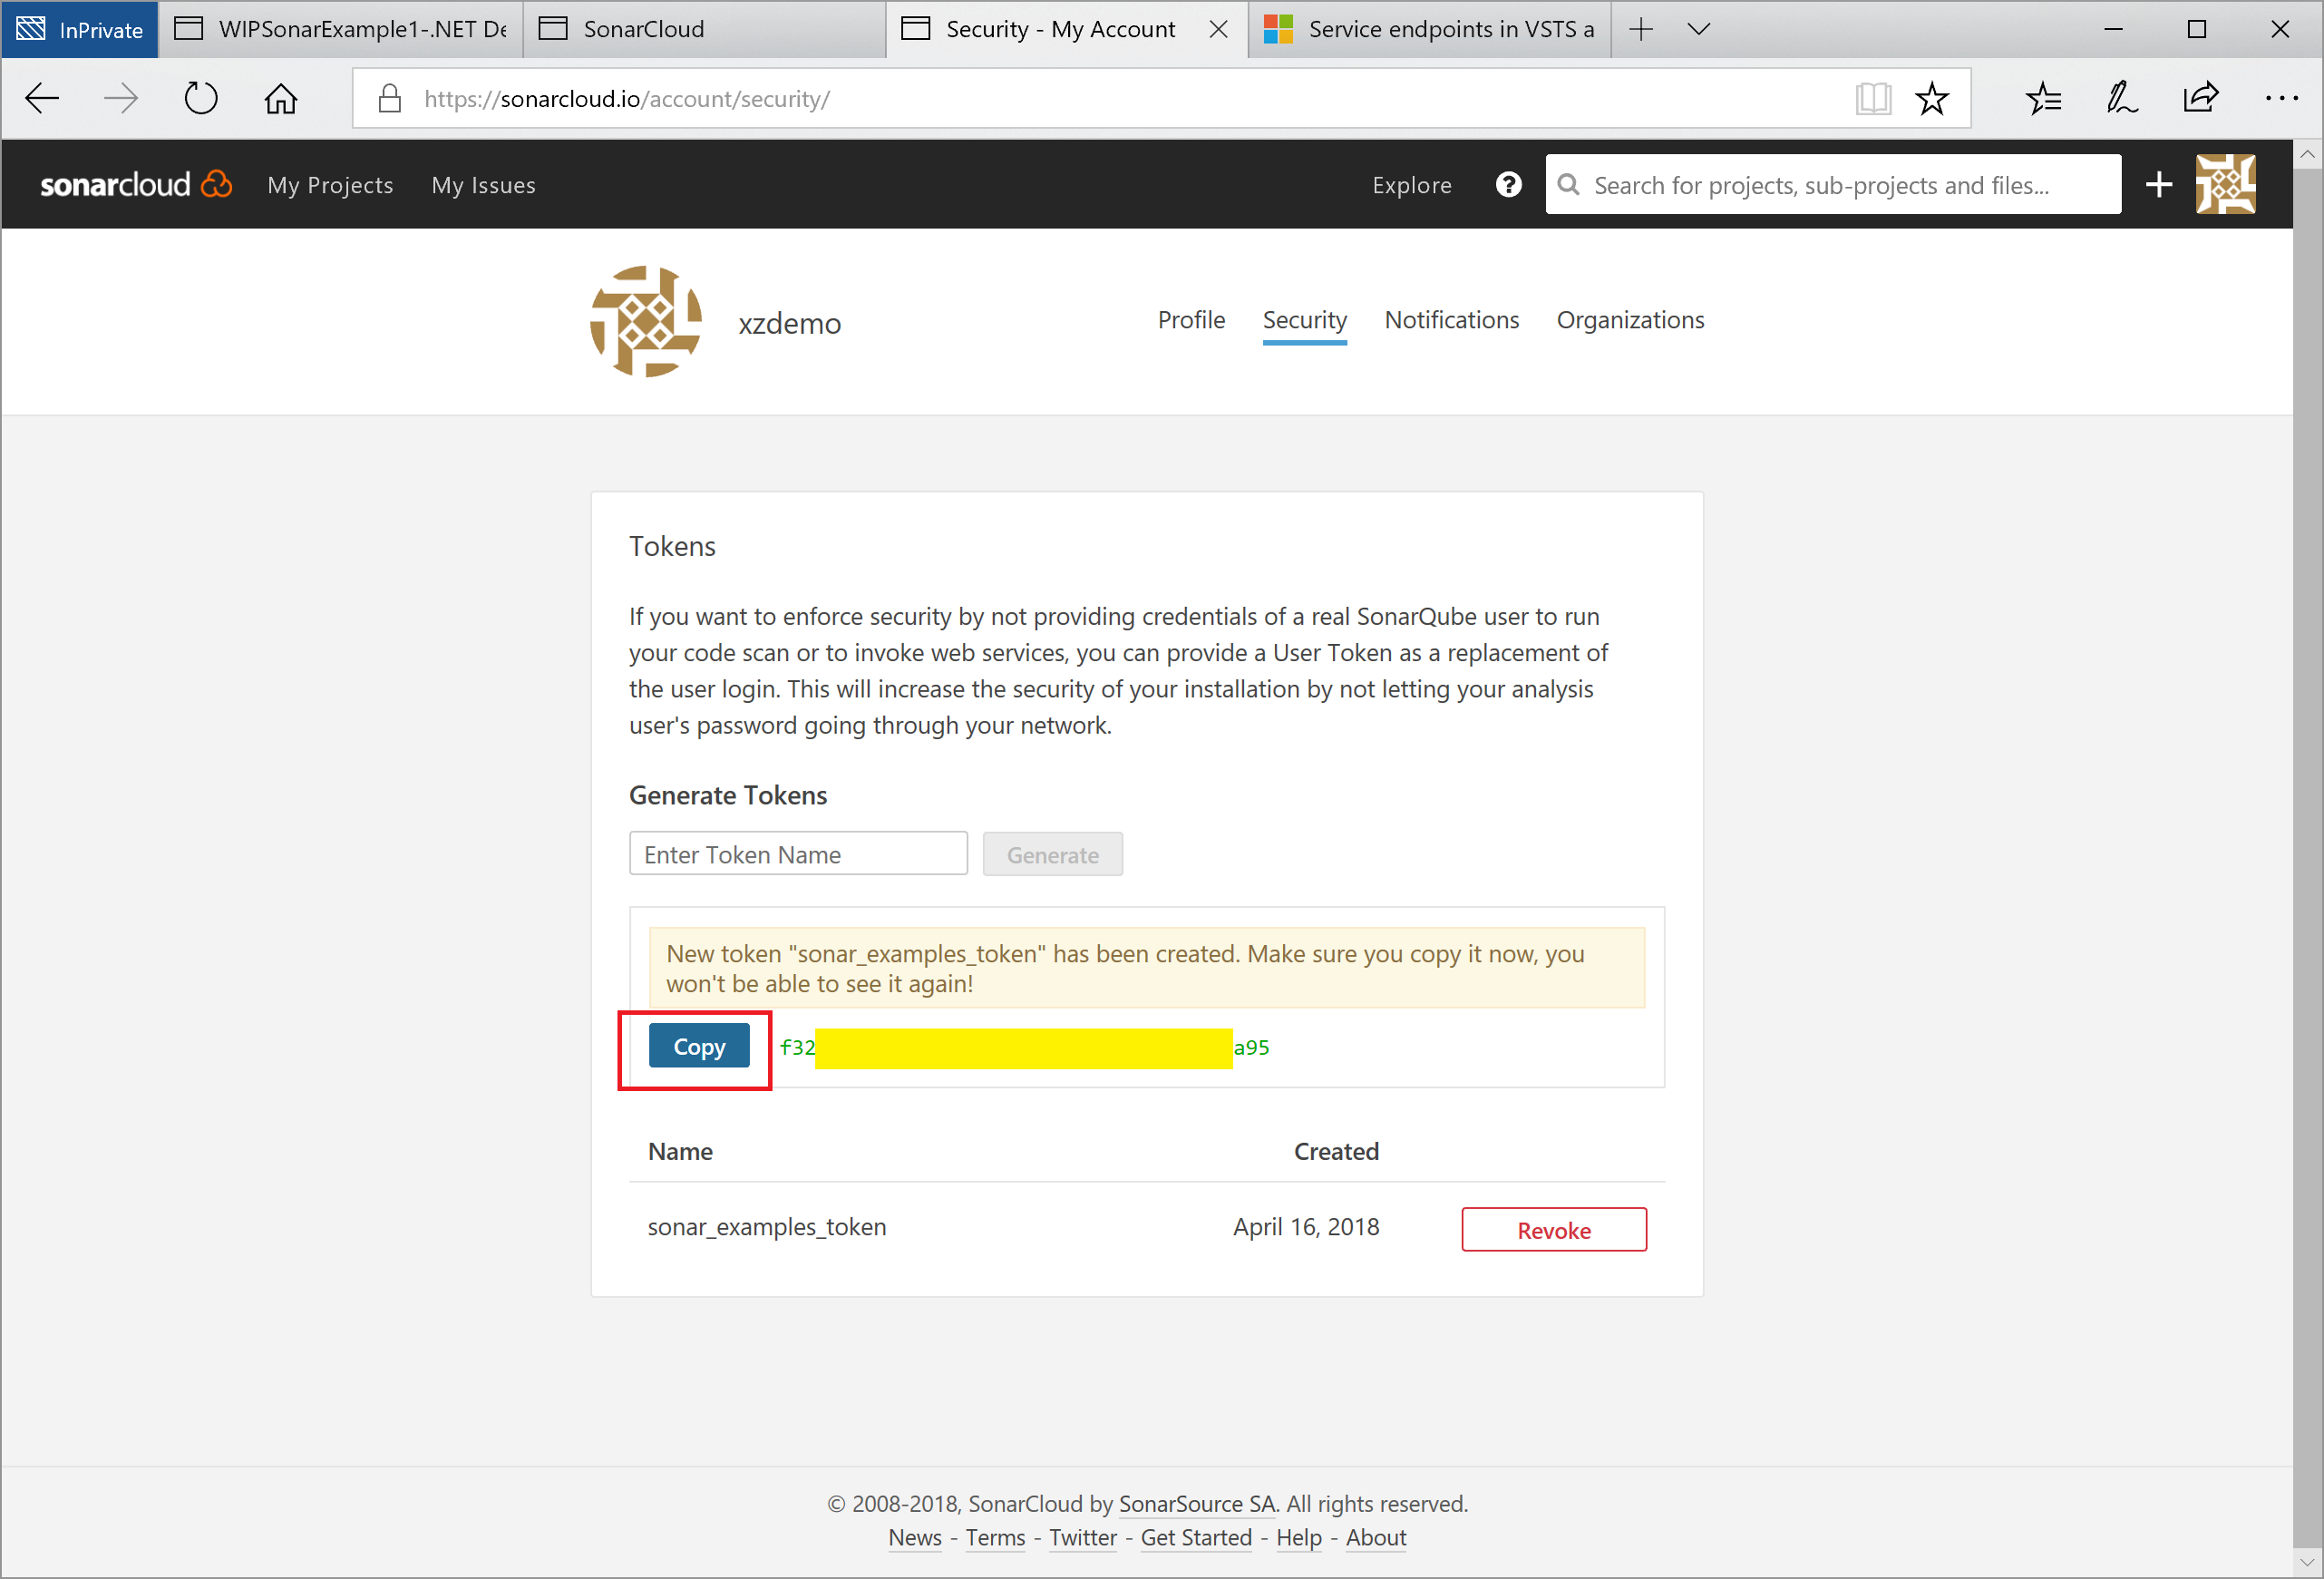 InPrivate
WIPSonarExample1-.NET De
SonarCloud
Security - My Account
Service endpoints in VSTS a
https://sonarcloud.io/account/security/
sonarcloud
My Projects
My Issues
Explore
?
Search for projects, sub-projects and files...
xzdemo
Profile
Security
Notifications
Organizations
Tokens
If you want to enforce security by not providing credentials of a real SonarQube user to run
your code scan or to invoke web services, you can provide a User Token as a replacement of
the user login. This will increase the security of your installation by not letting your analysis
user's password going through your network.
Generate Tokens
Enter Token Name
Generate
New token "sonar_examples_token" has been created. Make sure you copy it now, you
won't be able to see it again!
Copy
f32
a95
Name
Created
sonar_examples_token
April 16, 2018
Revoke
© 2008-2018, SonarCloud by SonarSource SA. All rights reserved.
News - Terms - Twitter - Get Started - Help - About